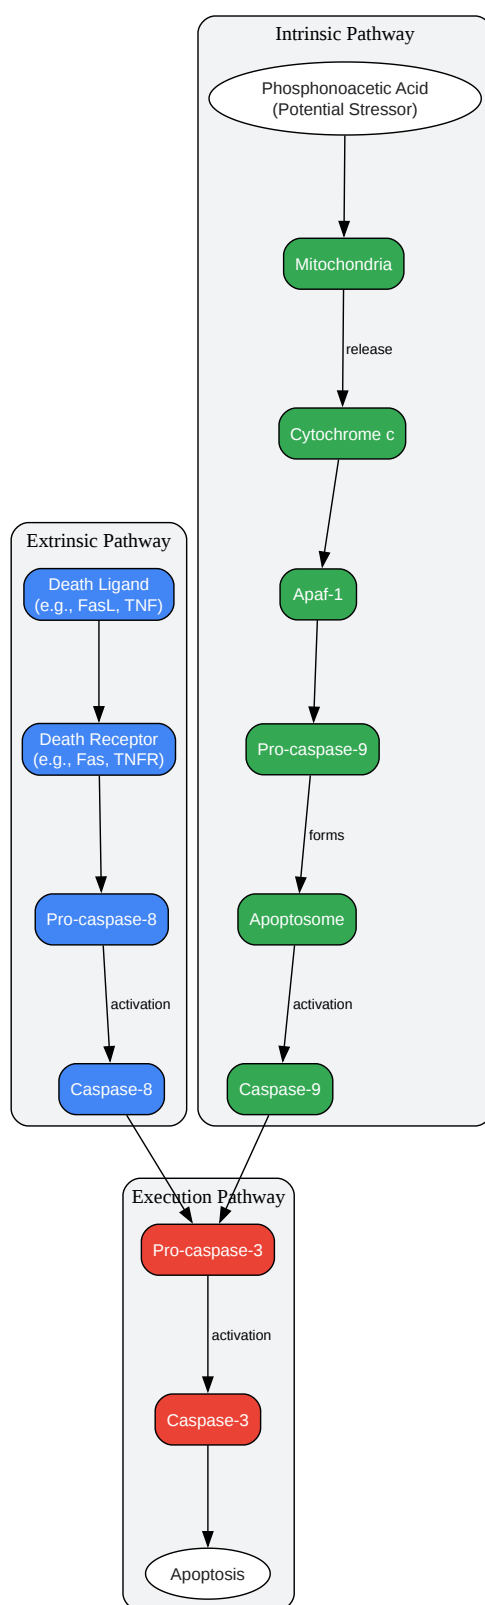 Intrinsic Pathway
Phosphonoacetic Acid
(Potential Stressor)
Mitochondria
release
Cytochrome c
Apaf-1
Pro-caspase-9
forms
Apoptosome
activation
Caspase-9
Extrinsic Pathway
Death Ligand
(e.g., FasL, TNF)
Death Receptor
(e.g., Fas, TNFR)
Pro-caspase-8
activation
Caspase-8
Execution Pathway
Pro-caspase-3
activation
Caspase-3
Apoptosis